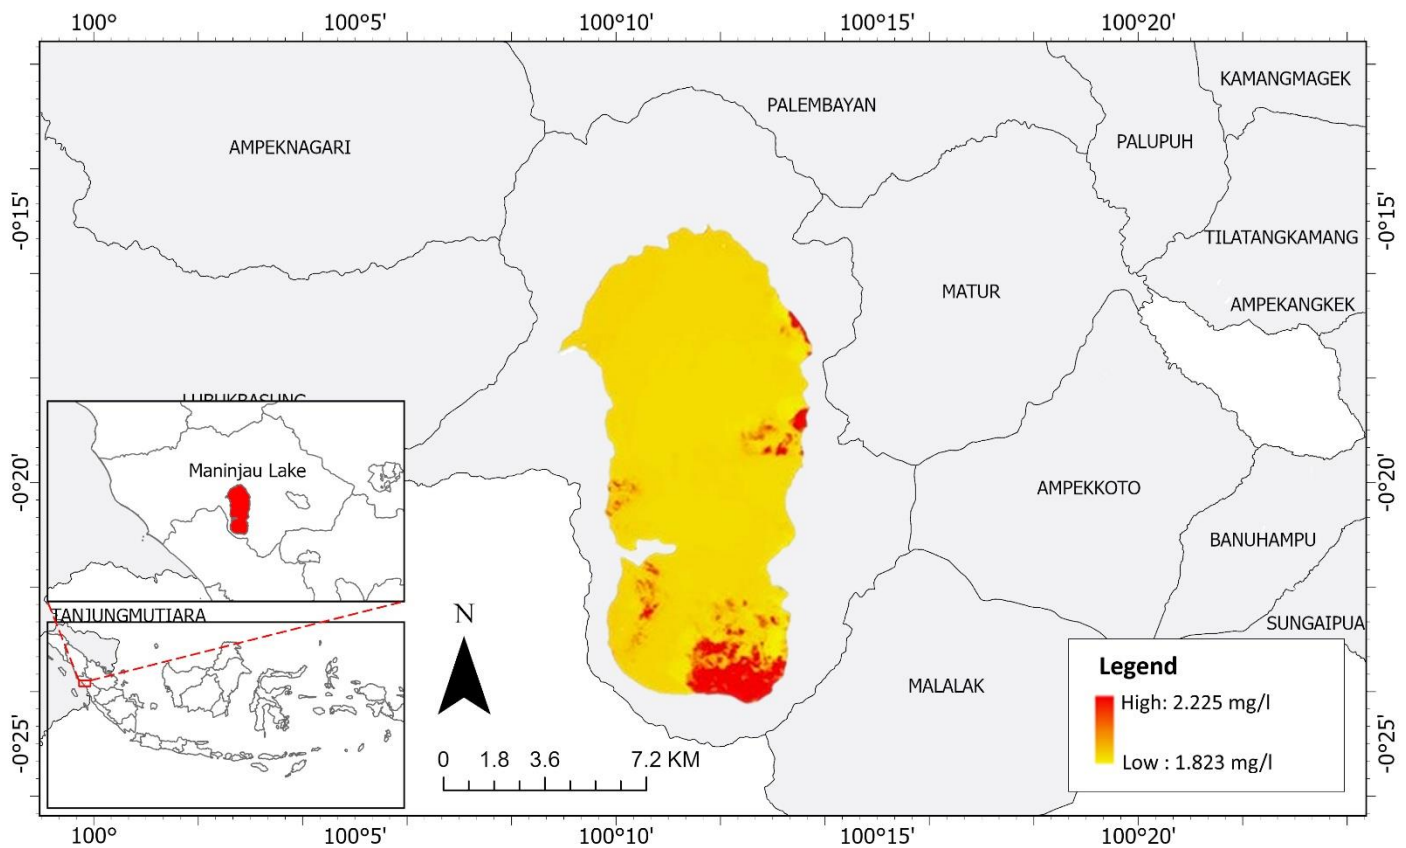 100° 100°5' 100°10' 100°15' 100°20'
KAMANGMAGEK
PALEMBAYAN
AMPEKNAGARI
PALUPUH
-0°15' -0°15'
TILATANGKAMANG
MATUR
AMPEKANGKEK
LUBUKBASUNG
Maninjau Lake
-0°20' -0°20'
AMPEKKOTO
BANUHAMPU
TANJUNGMUTIARA
N
SUNGAIPUA
Legend
MALALAK
High: 2.225 mg/l
-0°25' -0°25'
0 1.8 3.6 7.2 KM
Low : 1.823 mg/l
100° 100°5' 100°10' 100°15' 100°20'